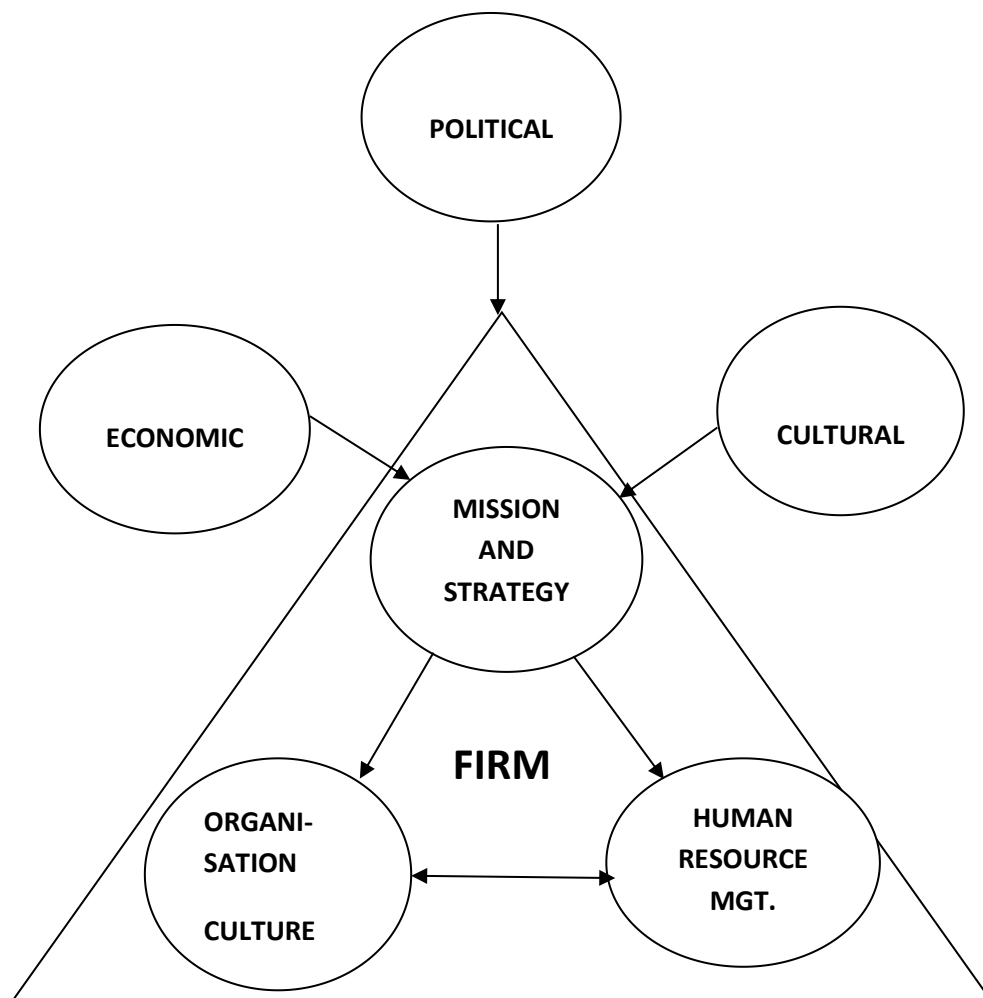 POLITICAL
ECONOMIC
CULTURAL
MISSION
AND
STRATEGY
FIRM
ORGANI-
SATION
CULTURE
HUMAN
RESOURCE
MGT.